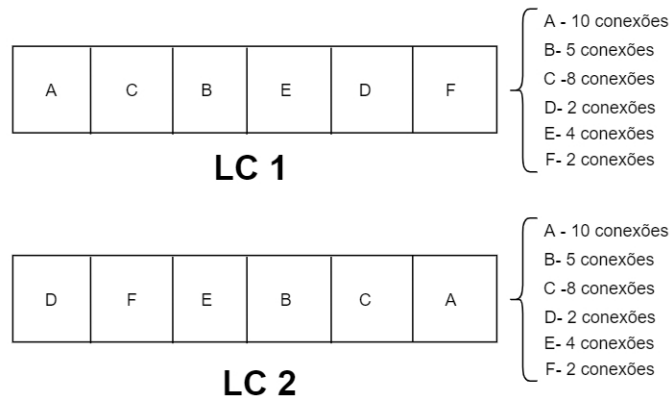 A C B E D F
LC 1
A - 10 conexões
B- 5 conexões
C -8 conexões
D- 2 conexões
E- 4 conexões
F- 2 conexões
D F E B C A
LC 2
A - 10 conexões
B- 5 conexões
C -8 conexões
D- 2 conexões
E- 4 conexões
F- 2 conexões